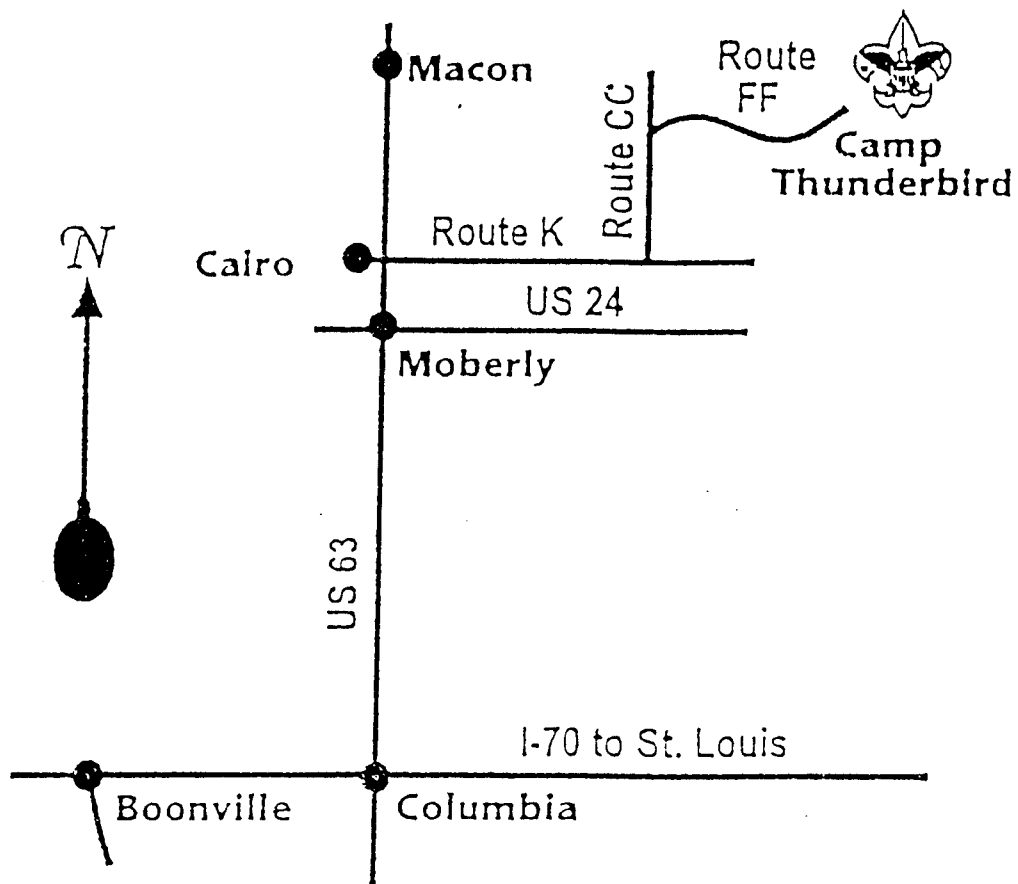 Macon
Route
FF
Camp
Thunderbird
Route CC
N
Cairo
Route K
US 24
Moberly
US 63
I-70 to St. Louis
Boonville
Columbia